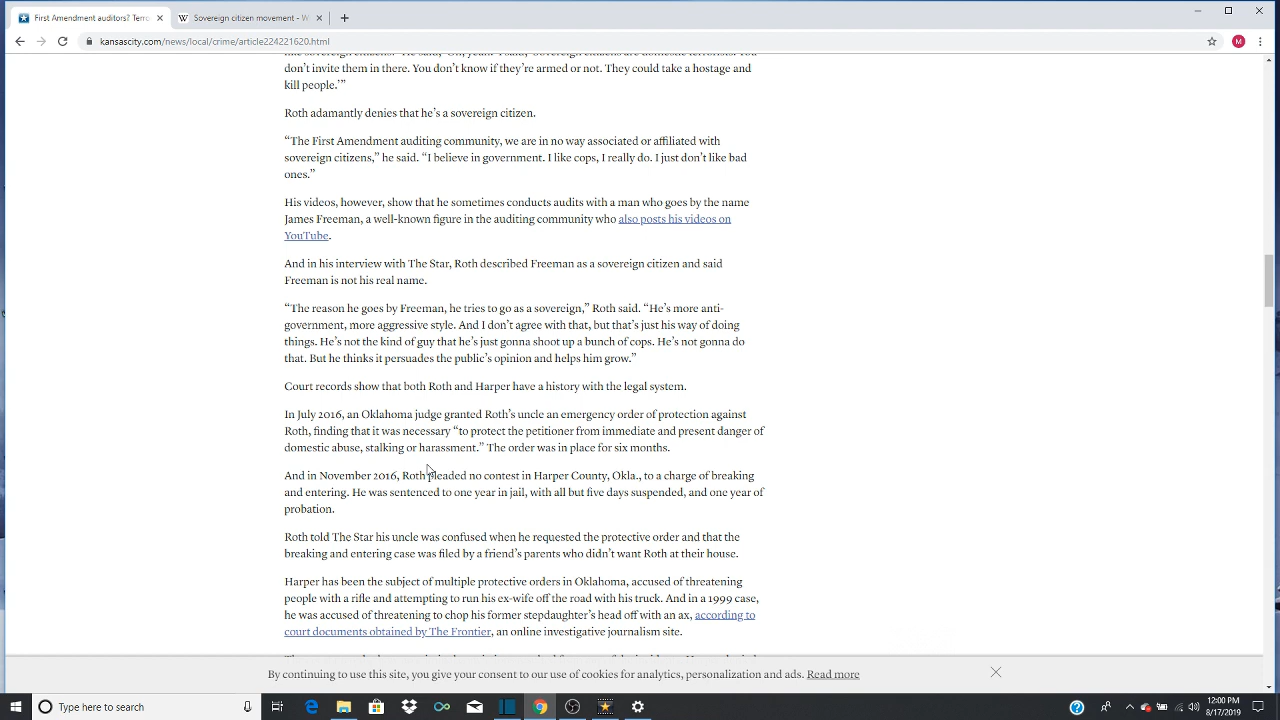 First Amendment auditors? Terro
Sovereign citizen movement - W
kansascity.com/news/local/crime/article224221620.html
M
don't invite them in there. You don't know if they're armed or not. They could take a hostage and
kill people.'”
Roth adamantly denies that he's a sovereign citizen.
“The First Amendment auditing community, we are in no way associated or affiliated with
sovereign citizens,” he said. “I believe in government. I like cops, I really do. I just don't like bad
ones.”
His videos, however, show that he sometimes conducts audits with a man who goes by the name
James Freeman, a well-known figure in the auditing community who also posts his videos on
YouTube.
And in his interview with The Star, Roth described Freeman as a sovereign citizen and said
Freeman is not his real name.
“The reason he goes by Freeman, he tries to go as a sovereign,” Roth said. “He's more anti-
government, more aggressive style. And I don't agree with that, but that's just his way of doing
things. He's not the kind of guy that he's just gonna shoot up a bunch of cops. He's not gonna do
that. But he thinks it persuades the public's opinion and helps him grow.”
Court records show that both Roth and Harper have a history with the legal system.
In July 2016, an Oklahoma judge granted Roth's uncle an emergency order of protection against
Roth, finding that it was necessary “to protect the petitioner from immediate and present danger of
domestic abuse, stalking or harassment.” The order was in place for six months.
And in November 2016, Roth pleaded no contest in Harper County, Okla., to a charge of breaking
and entering. He was sentenced to one year in jail, with all but five days suspended, and one year of
probation.
Roth told The Star his uncle was confused when he requested the protective order and that the
breaking and entering case was filed by a friend's parents who didn't want Roth at their house.
Harper has been the subject of multiple protective orders in Oklahoma, accused of threatening
people with a rifle and attempting to run his ex-wife off the road with his truck. And in a 1999 case,
he was accused of threatening to chop his former stepdaughter's head off with an ax, according to
court documents obtained by The Frontier, an online investigative journalism site.
By continuing to use this site, you give your consent to our use of cookies for analytics, personalization and ads. Read more
Type here to search
12:00 PM
8/17/2019